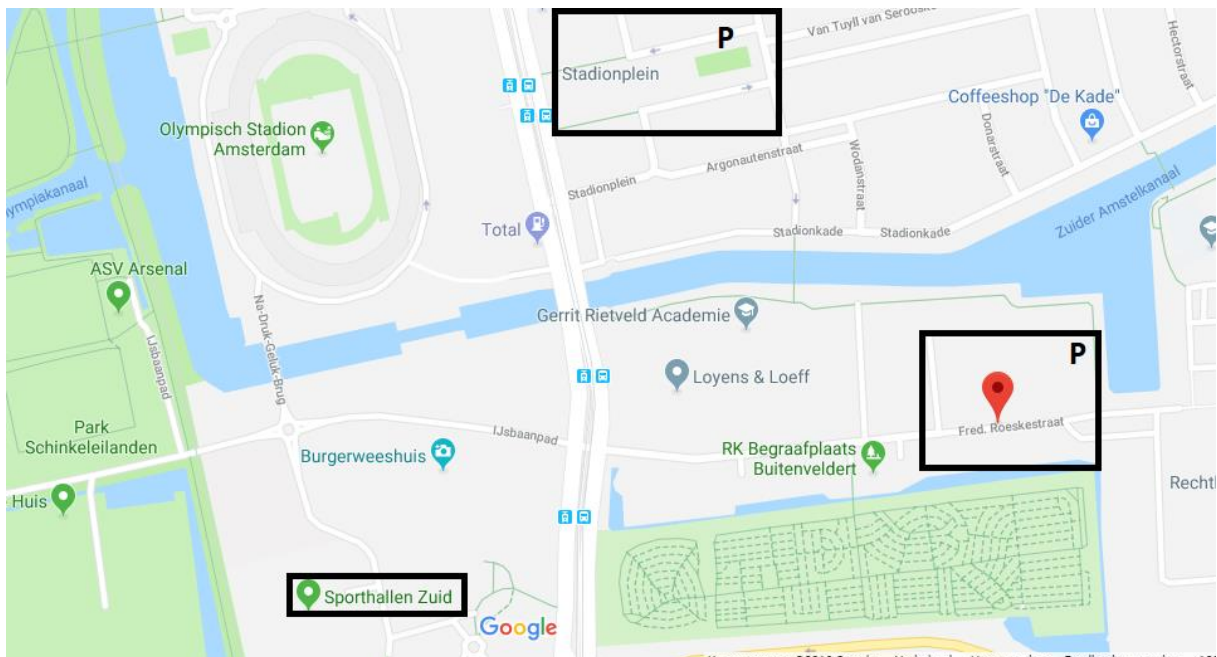 P
Van Tuyll van Seroosk
Hectorstraat
Stadionplein
Coffeeshop "De Kade"
Olympisch Stadion
Amsterdam
Donarstraat
Argonautenstraat
Wodanstraat
Stadionplein
lympiakanaal
Zuider Amstelkanaal
Total
Stadionkade
Stadionkade
ASV Arsenal
Na-Druk-Geluk-Brug
Gerrit Rietveld Academie
IJsbaanpad
P
Loyens & Loeff
Park
Schinkeleilanden
IJsbaanpad
Fred. Roeskestraat
Burgerweeshuis
RK Begraafplaats
Buitenveldert
Huis
Rechtl
Sporthallen Zuid
Google